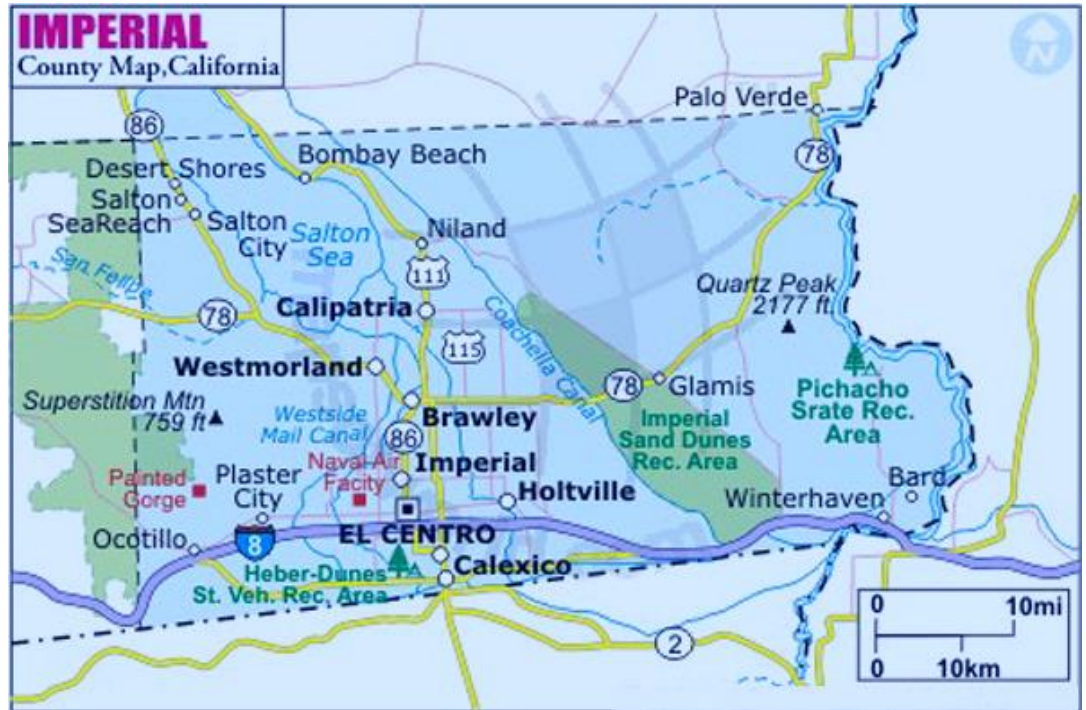 IMPERIAL
County Map,California
N
86
Palo Verde
78
Bombay Beach
Desert Shores
Salton
SeaReach
Salton
City
Salton
Sea
Niland
San Felipe
111
Quartz Peak
2177 ft
Calipatria
78
Coachella Canal
115
Westmorland
78
Glamis
Pichacho
Srate Rec.
Area
Superstition Mtn
759 ft
Westside
Mail Canal
Brawley
Imperial
Sand Dunes
Rec. Area
86
Painted
Gorge
Plaster
City
Naval Air
Facity
Imperial
Holtville
Bard
Winterhaven
Ocotillo
8
EL CENTRO
Calexico
Heber-Dunes
St. Veh. Rec. Area
2
0 10mi
0 10km